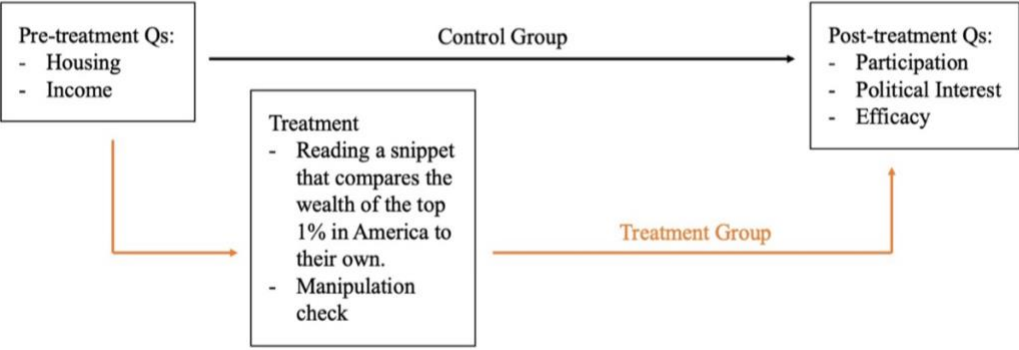 Pre-treatment Qs:
- Housing
- Income
Control Group
Post-treatment Qs:
- Participation
- Political Interest
- Efficacy
Treatment
- Reading a snippet
that compares the
wealth of the top
1% in America to
their own.
- Manipulation
check
Treatment Group